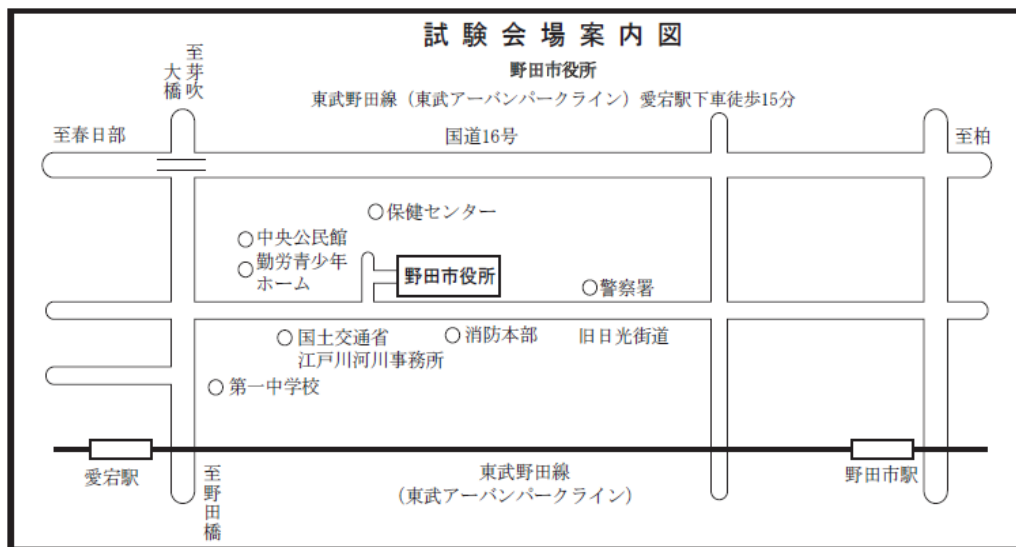 試験会場案内図
野田市役所
東武野田線（東武アーバンパークライン）愛宕駅下車徒歩15分
至芽吹
大橋
至春日部
国道16号
至柏
○保健センター
○中央公民館
○勤労青少年
ホーム
野田市役所
○警察署
○国土交通省
江戸川河川事務所
○消防本部
旧日光街道
○第一中学校
愛宕駅
至野田橋
東武野田線
（東武アーバンパークライン）
野田市駅